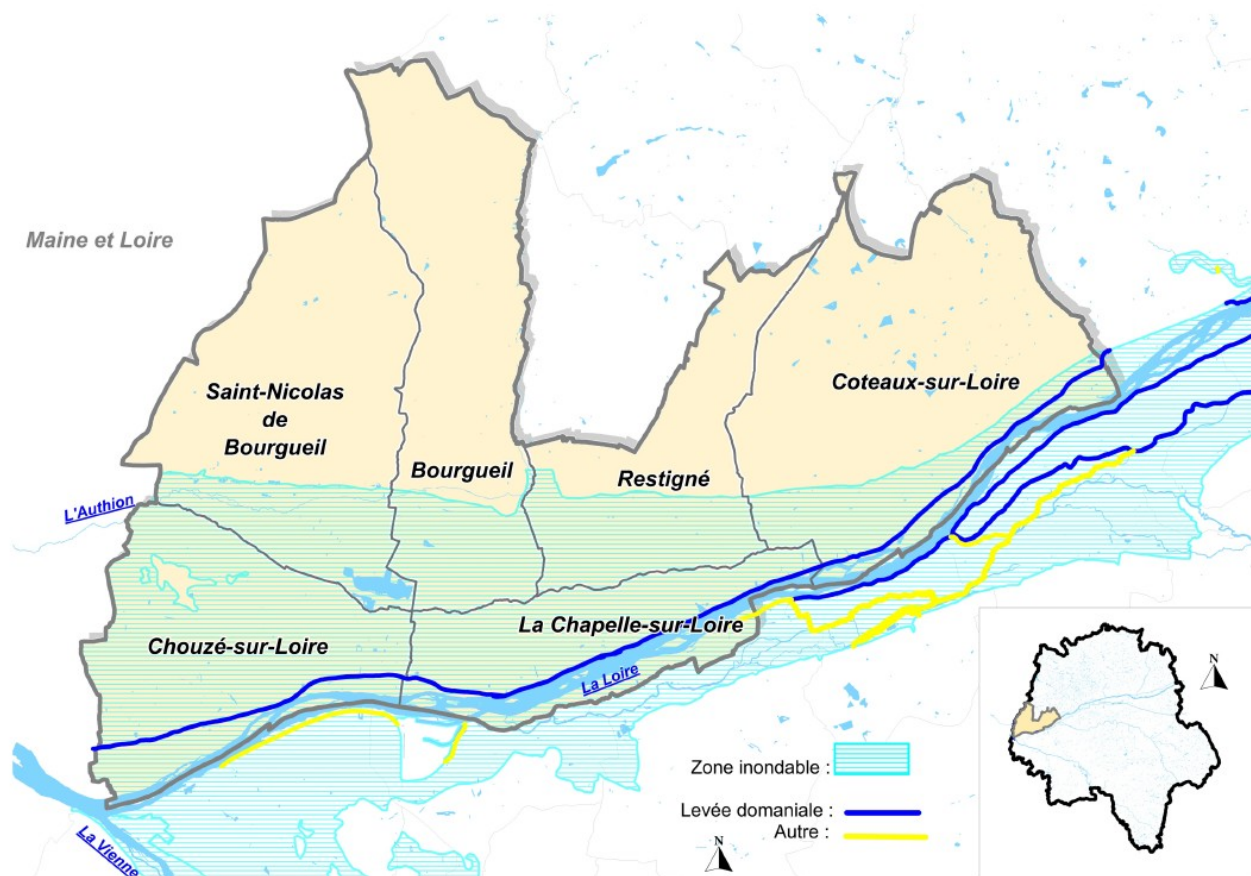 Maine et Loire
Saint-Nicolas
de
Bourgueil
Coteaux-sur-Loire
Bourgueil
Restigné
L'Authion
Chouzé-sur-Loire
La Chapelle-sur-Loire
La Loire
La Vienne
Zone inondable :
Levée domaniale :
Autre :
N
N